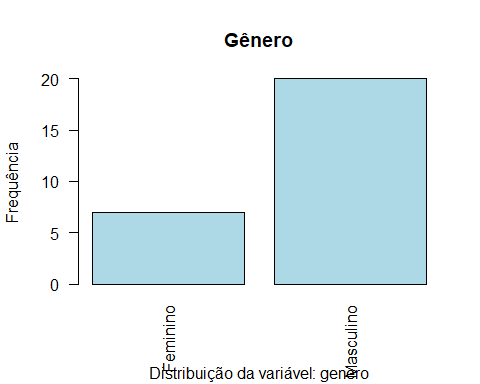 Gênero
Frequência
20
15
10
5
0
Feminino
Masculino
Distribuição da variável: genero